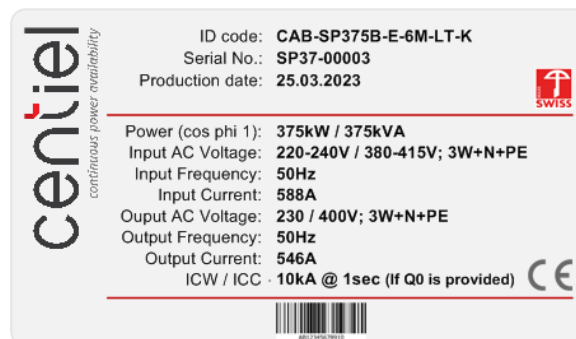 centiel
continuous power availability
ID code: CAB-SP375B-E-6M-LT-K
Serial No.: SP37-00003
Production date: 25.03.2023
SWISS
Power (cos phi 1): 375kW / 375kVA
Input AC Voltage: 220-240V / 380-415V; 3W+N+PE
Input Frequency: 50Hz
Input Current: 588A
Ouput AC Voltage: 230 / 400V; 3W+N+PE
Output Frequency: 50Hz
Output Current: 546A
ICW / ICC · 10kA @ 1sec (If Q0 is provided)
CE